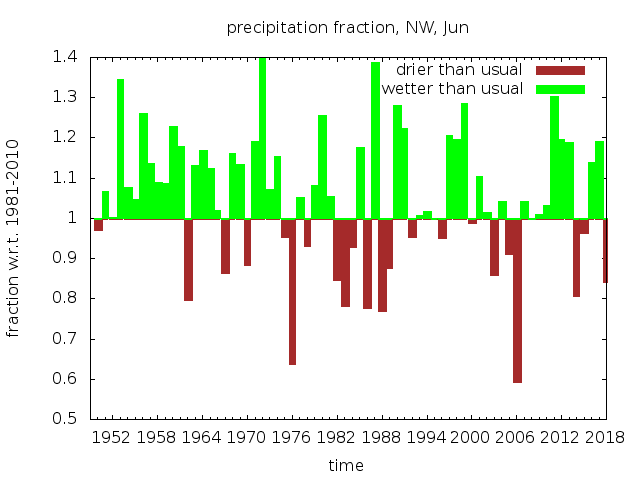 precipitation fraction, NW, Jun
drier than usual
wetter than usual
1.4
1.3
1.2
1.1
1
0.9
0.8
0.7
0.6
0.5
fraction w.r.t. 1981-2010
1952 1958 1964 1970 1976 1982 1988 1994 2000 2006 2012 2018
time